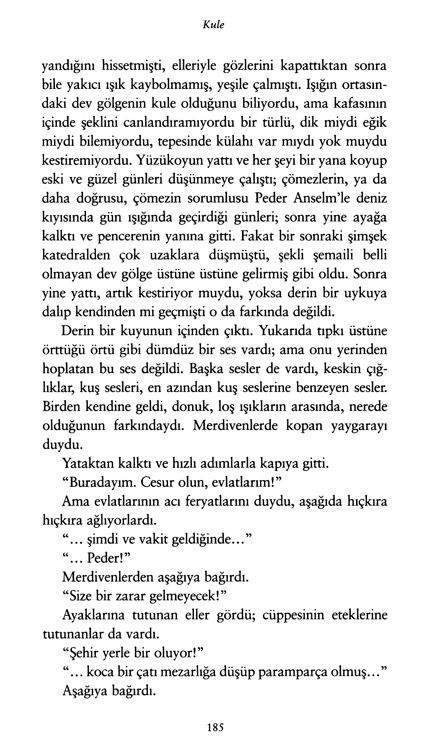 Kule
yandığını hissetmişti, elleriyle gözlerini kapattıktan sonra
bile yakıcı ışık kaybolmamış, yeşile çalmıştı. Işığın ortasın-
daki dev gölgenin kule olduğunu biliyordu, ama kafasının
içinde şeklini canlandıramıyordu bir türlü, dik miydi eğik
miydi bilemiyordu, tepesinde külahı var mıydı yok muydu
kestiremiyordu. Yüzükoyun yattı ve her şeyi bir yana koyup
eski ve güzel günleri düşünmeye çalıştı; çömezlerin, ya da
daha doğrusu, çömezin sorumlusu Peder Anselm’le deniz
kıyısında gün ışığında geçirdiği günleri; sonra yine ayağa
kalktı ve pencerenin yanına gitti. Fakat bir sonraki şimşek
katedralden çok uzaklara düşmüştü, şekli şemaili belli
olmayan dev gölge üstüne üstüne gelirmiş gibi oldu. Sonra
yine yattı, artık kestiriyor muydu, yoksa derin bir uykuya
dalıp kendinden mi geçmişti o da farkında değildi.
Derin bir kuyunun içinden çıktı. Yukarıda tıpkı üstüne
örttüğü örtü gibi dümdüz bir ses vardı; ama onu yerinden
hoplatan bu ses değildi. Başka sesler de vardı, keskin çığ-
lıklar, kuş sesleri, en azından kuş seslerine benzeyen sesler.
Birden kendine geldi, donuk, loş ışıkların arasında, nerede
olduğunun farkındaydı. Merdivenlerde kopan yaygarayı
duydu.
Yataktan kalktı ve hızlı adımlarla kapıya gitti.
“Buradayım. Cesur olun, evlatlarım!”
Ama evlatlarının acı feryatlarını duydu, aşağıda hıçkıra
hıçkıra ağlıyorlardı.
“... şimdi ve vakit geldiğinde...”
“... Peder!”
Merdivenlerden aşağıya bağırdı.
“Size bir zarar gelmeyecek!”
Ayaklarına tutunan eller gördü; cüppesinin eteklerine
tutunanlar da vardı.
“Şehir yerle bir oluyor!”
“... koca bir çatı mezarlığa düşüp paramparça olmuş...”
Aşağıya bağırdı.
185